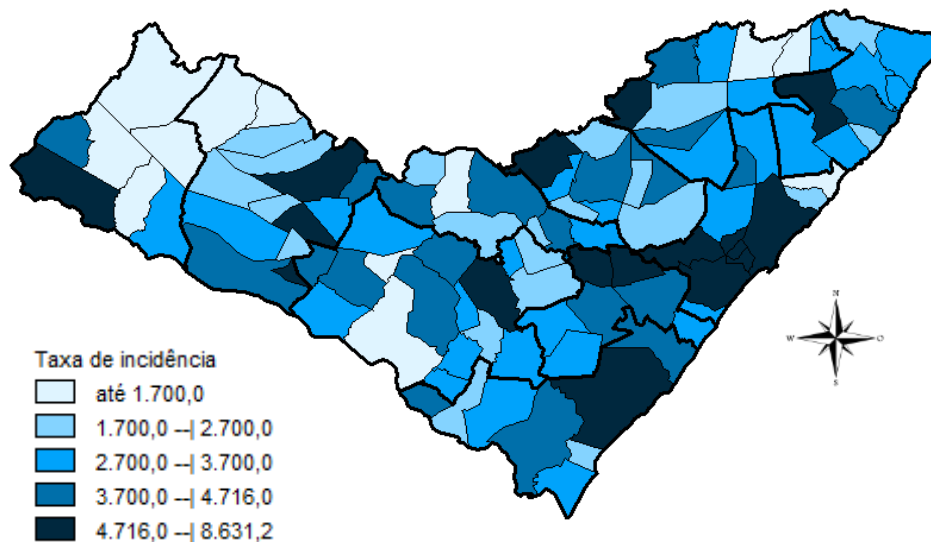 N
W
O
S
Taxa de incidência
até 1.700,0
1.700,0 --| 2.700,0
2.700,0 --| 3.700,0
3.700,0 --| 4.716,0
4.716,0 --| 8.631,2